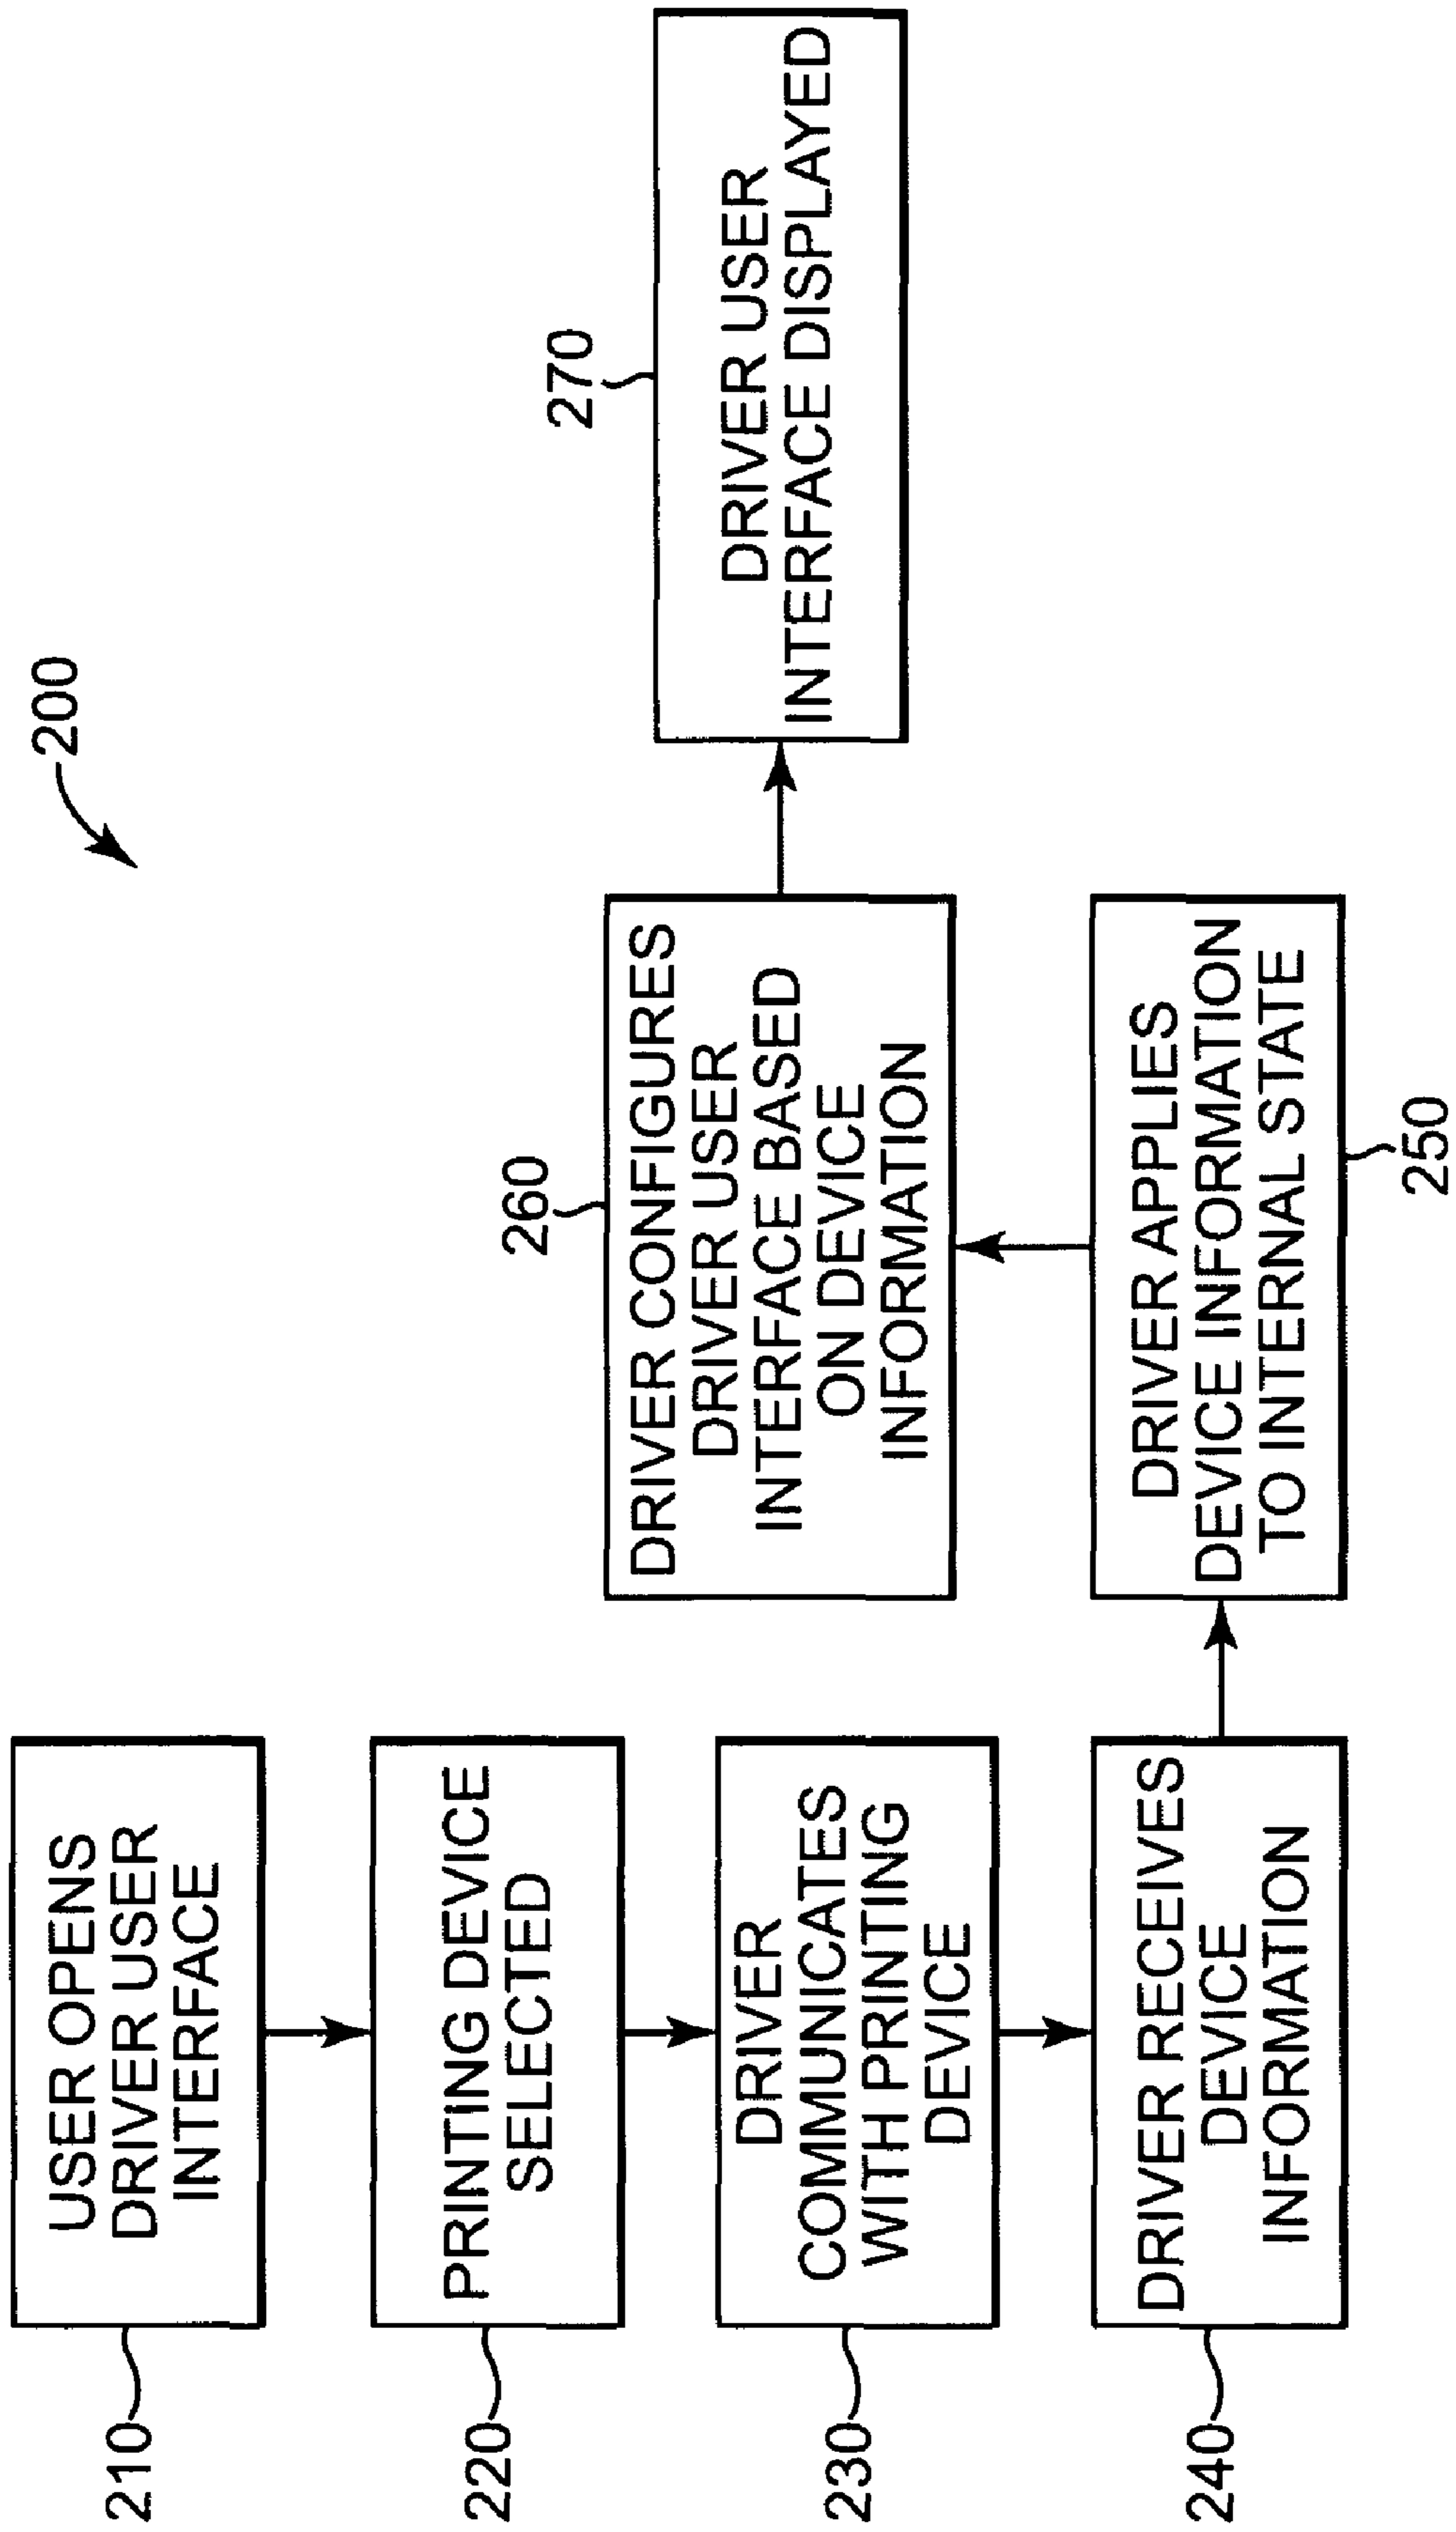 200
210
USER OPENS
DRIVER USER
INTERFACE
220
PRINTING DEVICE
SELECTED
230
DRIVER
COMMUNICATES
WITH PRINTING
DEVICE
240
DRIVER RECEIVES
DEVICE
INFORMATION
250
DRIVER APPLIES
DEVICE INFORMATION
TO INTERNAL STATE
260
DRIVER CONFIGURES
DRIVER USER
INTERFACE BASED
ON DEVICE
INFORMATION
270
DRIVER USER
INTERFACE DISPLAYED